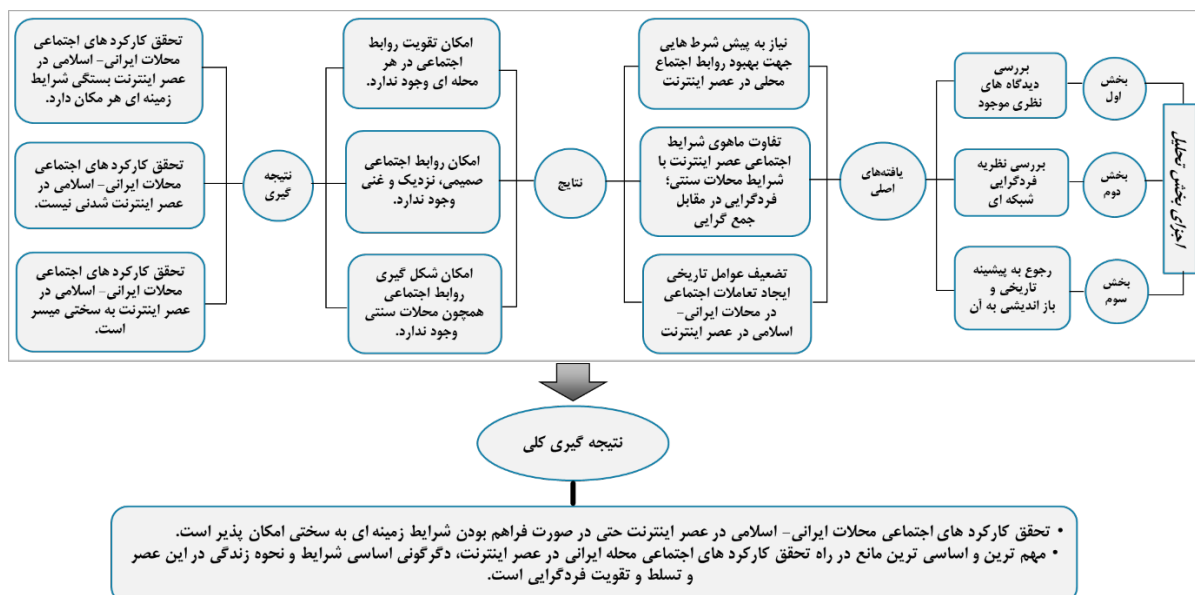 اجزای بخش تحلیل
بخش
اول
بررسی
دیدگاه های
نظری موجود
بخش
دوم
بررسی نظریه
فردگرایی
شبکه ای
بخش
سوم
رجوع به پیشینه
تاریخی و
باز اندیشی به آن
یافته‌های
اصلی
نیاز به پیش شرط هایی
جهت بهبود روابط اجتماع
محلی در عصر اینترنت
تفاوت ماهوی شرایط
اجتماعی عصر اینترنت با
شرایط محلات سنتی؛
فردگرایی در مقابل
جمع گرایی
تضعیف عوامل تاریخی
ایجاد تعاملات اجتماعی
در محلات ایرانی-
اسلامی در عصر اینترنت
نتایج
امکان تقویت روابط
اجتماعی در هر
محله ای وجود ندارد.
امکان روابط اجتماعی
صمیمی، نزدیک و غنی
وجود ندارد.
امکان شکل گیری
روابط اجتماعی
همچون محلات سنتی
وجود ندارد.
نتیجه
گیری
تحقق کارکرد های اجتماعی
محلات ایرانی- اسلامی در
عصر اینترنت بستگی شرایط
زمینه ای هر مکان دارد.
تحقق کارکرد های اجتماعی
محلات ایرانی- اسلامی در
عصر اینترنت شدنی نیست.
تحقق کارکرد های اجتماعی
محلات ایرانی- اسلامی در
عصر اینترنت به سختی میسر
است.
نتیجه گیری کلی
• تحقق کارکرد های اجتماعی محلات ایرانی- اسلامی در عصر اینترنت حتی در صورت فراهم بودن شرایط زمینه ای به سختی امکان پذیر است.
• مهم ترین و اساسی ترین مانع در راه تحقق کارکرد های اجتماعی محله ایرانی در عصر اینترنت، دگرگونی اساسی شرایط و نحوه زندگی در این عصر
و تسلط و تقویت فردگرایی است.